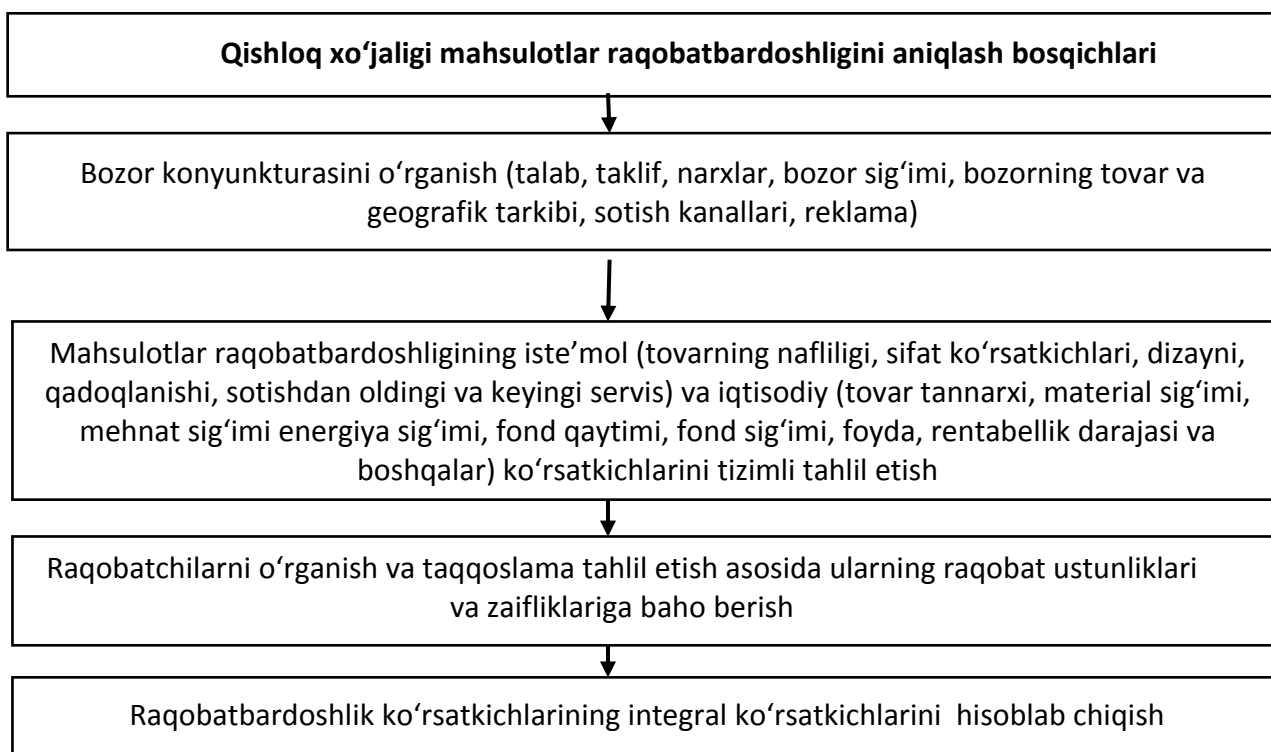 Qishloq xo‘jaligi mahsulotlar raqobatbardoshligini aniqlash bosqichlari
Bozor konyunkturasini o‘rganish (talab, taklif, narxlar, bozor sig‘imi, bozorning tovar va
geografik tarkibi, sotish kanallari, reklama)
Mahsulotlar raqobatbardoshligining iste’mol (tovarning nafliligi, sifat ko‘rsatkichlari, dizayni,
qadoqlanishi, sotishdan oldingi va keyingi servis) va iqtisodiy (tovar tannarxi, material sig‘imi,
mehnat sig‘imi energiya sig‘imi, fond qaytimi, fond sig‘imi, foyda, rentabellik darajasi va
boshqalar) ko‘rsatkichlarini tizimli tahlil etish
Raqobatchilarni o‘rganish va taqqoslama tahlil etish asosida ularning raqobat ustunliklari
va zaifliklariga baho berish
Raqobatbardoshlik ko‘rsatkichlarining integral ko‘rsatkichlarini hisoblab chiqish